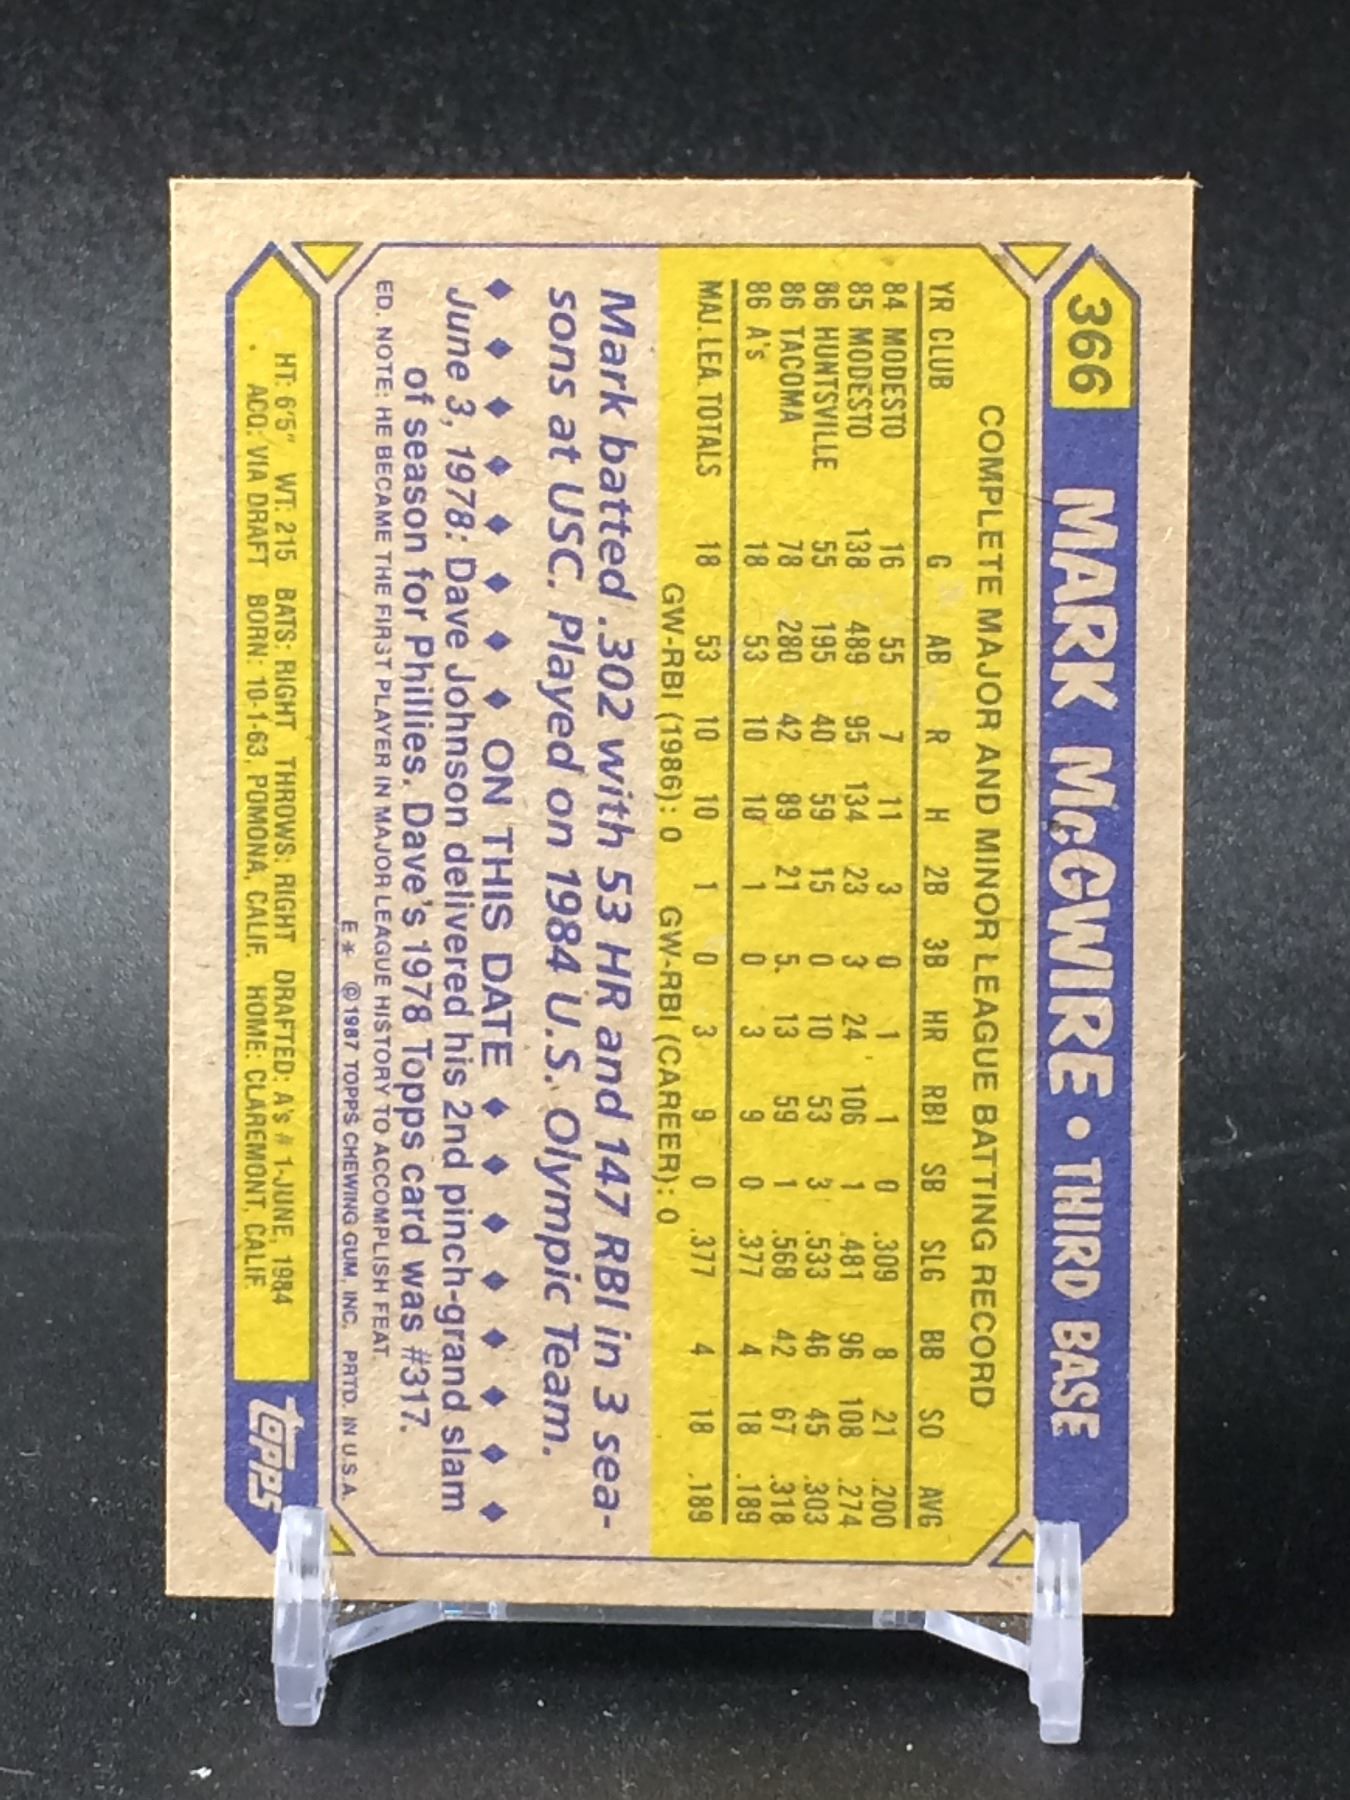 366 MARK McGWIRE • THIRD BASE
COMPLETE MAJOR AND MINOR LEAGUE BATTING RECORD
YR CLUB G AB R H 2B 3B HR RBI SB SLG BB SO AVG
84 MODESTO 16 55 7 11 3 0 1 1 0 .309 8 21 .200
85 MODESTO 138 489 95 134 23 3 24 106 1 .481 96 108 .274
86 HUNTSVILLE 55 195 40 59 15 0 10 53 3 .533 46 45 .303
86 TACOMA 78 280 42 89 21 5 13 59 1 .568 42 67 .318
86 A's 18 53 10 10 1 0 3 9 0 .377 4 18 .189
MAJ. LEA. TOTALS 18 53 10 10 1 0 3 9 0 .377 4 18 .189
GW-RBI (1986): 0 GW-RBI (CAREER): 0
Mark batted .302 with 53 HR and 147 RBI in 3 sea-
sons at USC. Played on 1984 U.S. Olympic Team.
◆ ◆ ◆ ◆ ◆ ◆ ◆ ◆ ON THIS DATE ◆ ◆ ◆ ◆ ◆ ◆ ◆ ◆
June 3, 1978: Dave Johnson delivered his 2nd pinch-grand slam
of season for Phillies. Dave's 1978 Topps card was #317.
ED. NOTE: HE BECAME THE FIRST PLAYER IN MAJOR LEAGUE HISTORY TO ACCOMPLISH FEAT.
E* © 1987 TOPPS CHEWING GUM, INC. PRTD. IN U.S.A.
HT: 6'5" WT: 215 BATS: RIGHT THROWS: RIGHT DRAFTED: A's #1-JUNE, 1984
ACQ: VIA DRAFT BORN: 10-1-63, POMONA, CALIF. HOME: CLAREMONT, CALIF.
topps